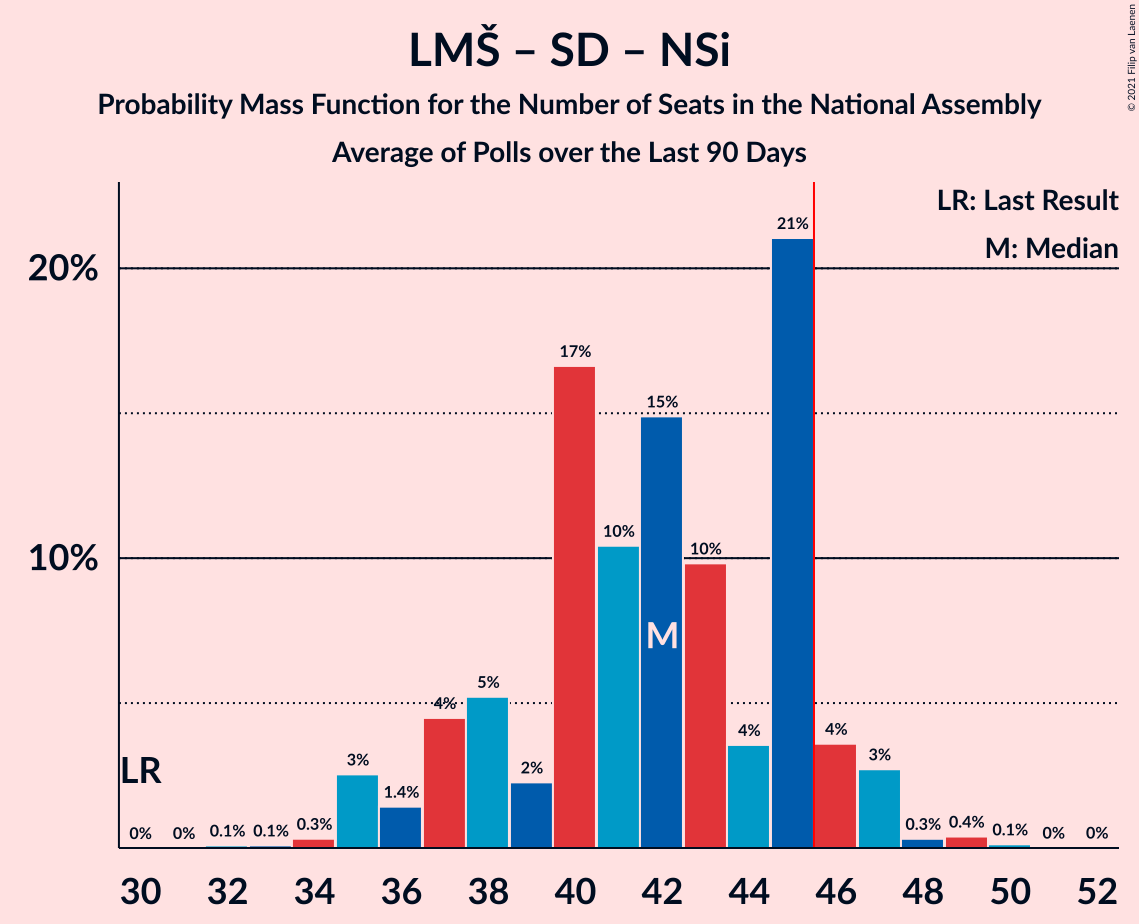 LMŠ – SD – NSi
Probability Mass Function for the Number of Seats in the National Assembly
Average of Polls over the Last 90 Days
© 2021 Filip van Laenen
LR: Last Result
M: Median
20%
10%
LR
M
0%
0%
0.1%
0.1%
0.3%
3%
1.4%
4%
5%
2%
17%
10%
15%
10%
4%
21%
4%
3%
0.3%
0.4%
0.1%
0%
0%
30 32 34 36 38 40 42 44 46 48 50 52